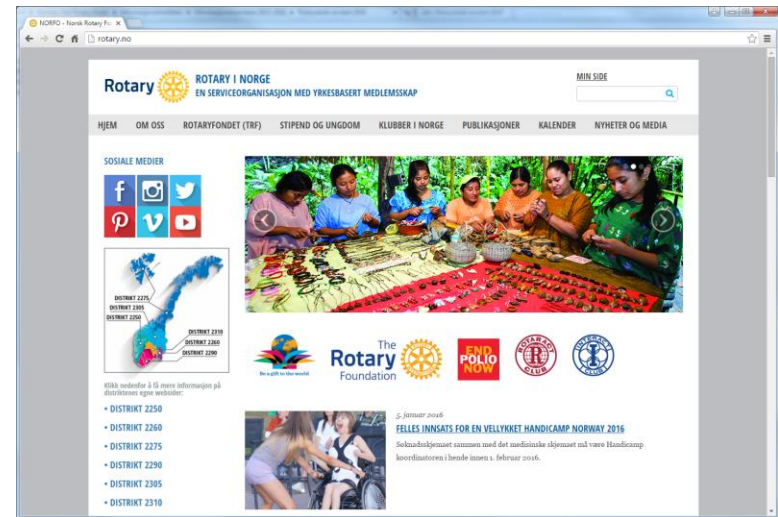 NORFO - Norsk Rotary For
rotary.no
Rotary
ROTARY I NORGE
EN SERVICEORGANISASJON MED YRKESBASERT MEDLEMSSKAP
MIN SIDE
HJEM OM OSS ROTARYFONDET (TRF) STIPEND OG UNGDOM KLUBBER I NORGE PUBLIKASJONER KALENDER NYHETER OG MEDIA
SOSIALE MEDIER
DISTRIKT 2275
DISTRIKT 2305
DISTRIKT 2250
DISTRIKT 2310
DISTRIKT 2260
DISTRIKT 2290
Klikk nedenfor å få mere informasjon på
distriktenes egne websider:
• DISTRIKT 2250
• DISTRIKT 2260
• DISTRIKT 2275
• DISTRIKT 2290
• DISTRIKT 2305
• DISTRIKT 2310
Be a gift to the world
The
Rotary
Foundation
END
POLIO
NOW
ROTARACT
CLUB
INTERACT
CLUB
5. januar 2016
FELLES INNSATS FOR EN VELLYKKET HANDICAMP NORWAY 2016
Søknadsskjemaet sammen med det medisinske skjemaet må være Handicamp
koordinatoren i hende innen 1. februar 2016.